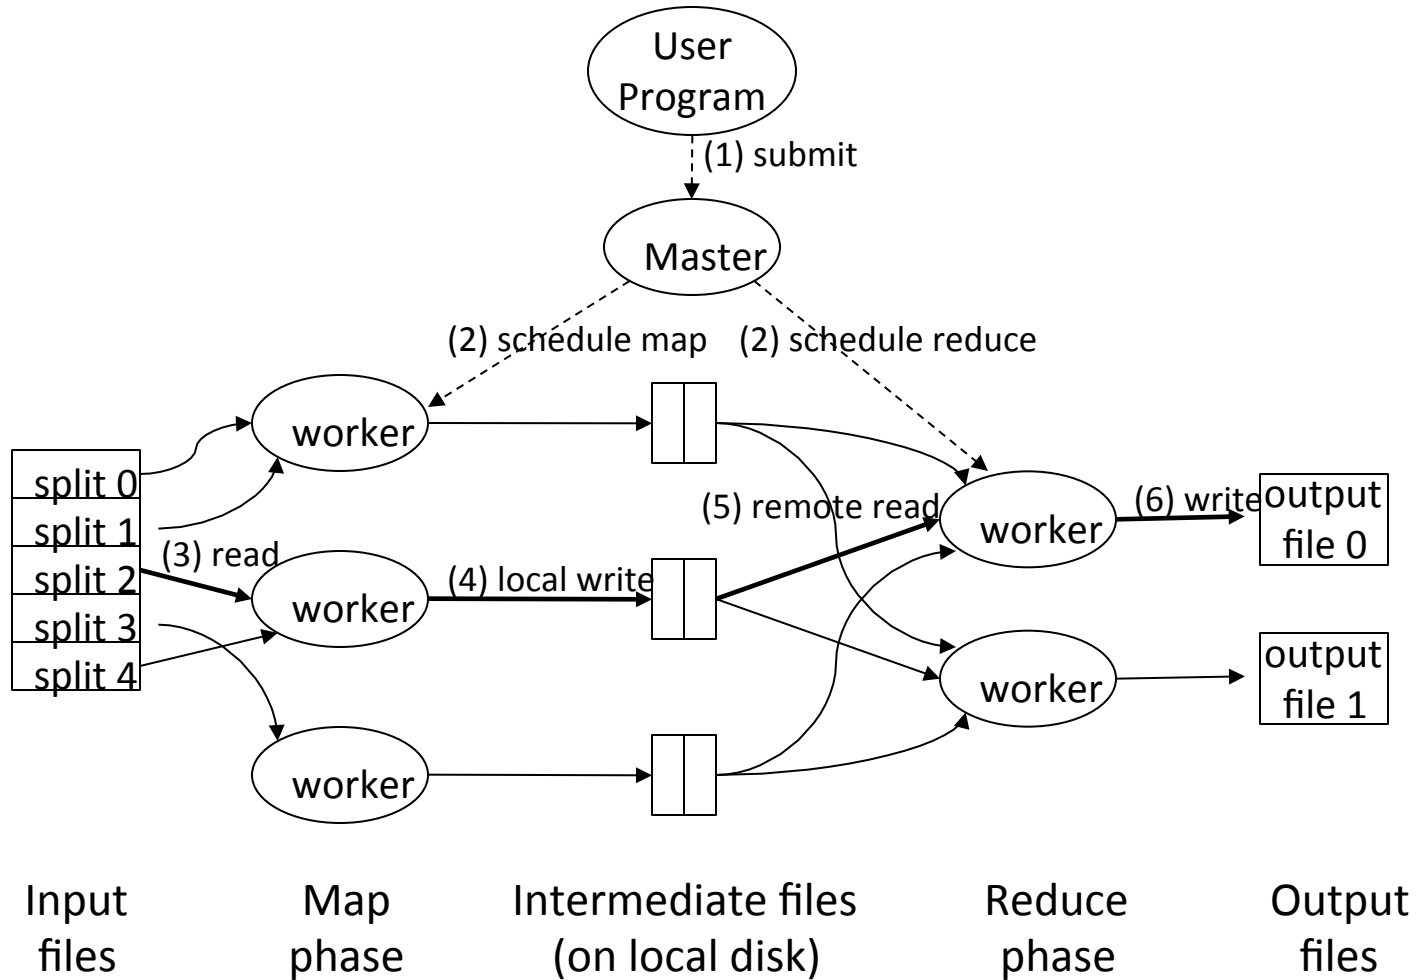 User
Program
(1) submit
Master
(2) schedule map
(2) schedule reduce
worker
split 0
split 1
split 2
split 3
split 4
(3) read
worker
(4) local write
worker
(5) remote read
worker
(6) write
output
file 0
worker
output
file 1
Input
files
Map
phase
Intermediate files
(on local disk)
Reduce
phase
Output
files